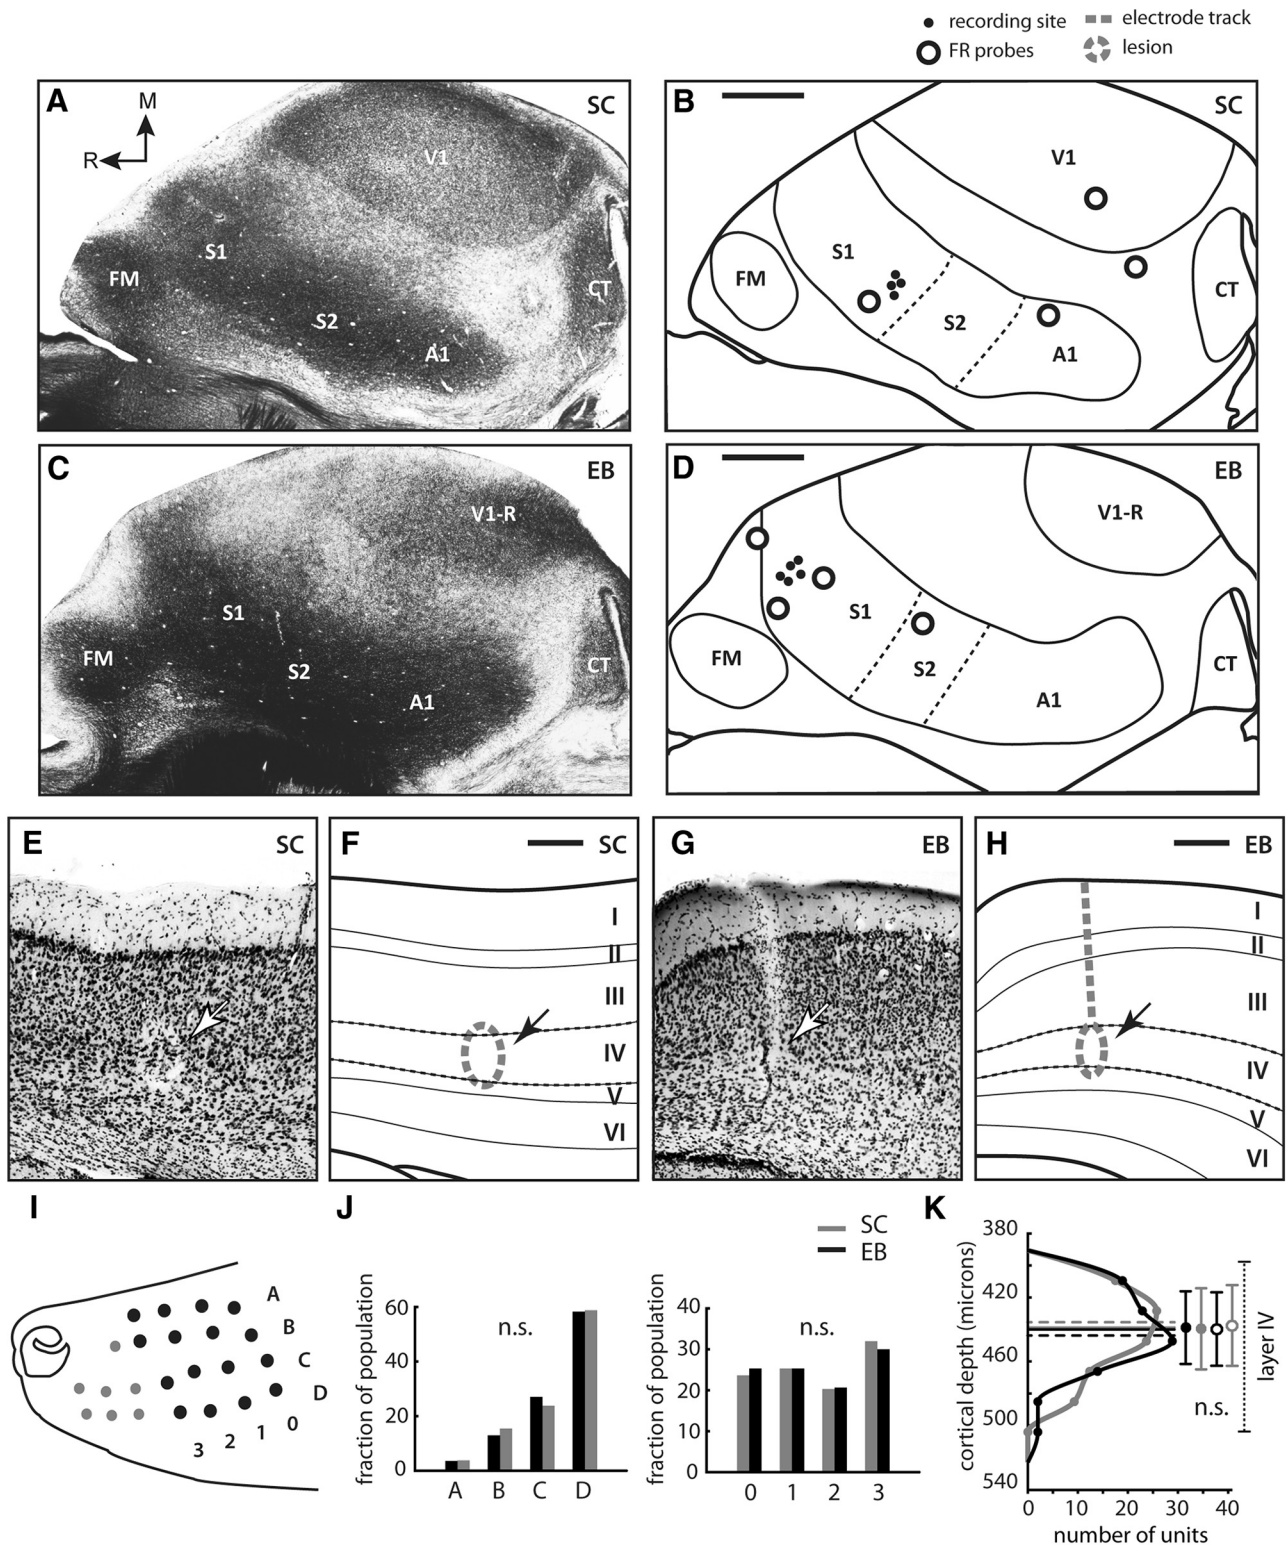 recording site
electrode track
FR probes
lesion
A
M
R
SC
V1
S1
FM
S2
A1
CT
B
SC
V1
S1
FM
S2
A1
CT
C
EB
V1-R
S1
FM
S2
A1
CT
D
EB
V1-R
S1
FM
S2
A1
CT
E
SC
F
SC
I
II
III
IV
V
VI
G
EB
H
EB
I
II
III
IV
V
VI
I
A
B
C
D
3 2 1 0
J
SC
EB
fraction of population
60
40
20
0
n.s.
A B C D
fraction of population
40
30
20
10
0
n.s.
0 1 2 3
K
cortical depth (microns)
380
420
460
500
540
0 10 20 30 40
number of units
n.s.
layer IV